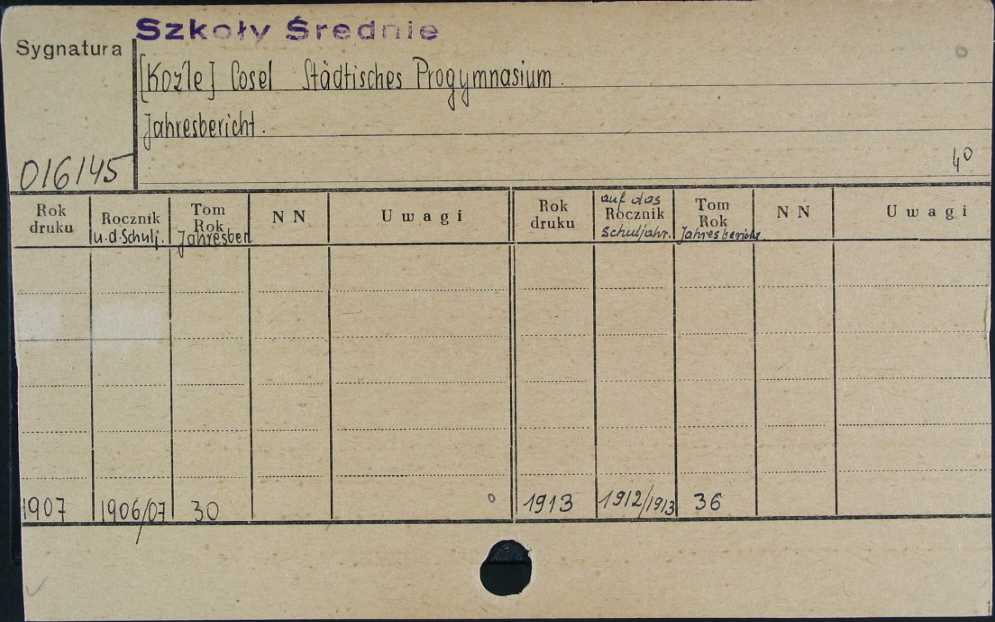 Szkoły Średnie
Sygnatura
[Koźle] Cosel Städtisches Progymnasium.
Jahresbericht.
016145
4°
Rok druku Rocznik u.d.Schulj. Tom Rok Jahresber. N N Uwagi Rok druku auf das Rocznik Schuljahr. Tom Rok Jahresbericht N N Uwagi
1907 1906/07 30 1913 1912/1913 36